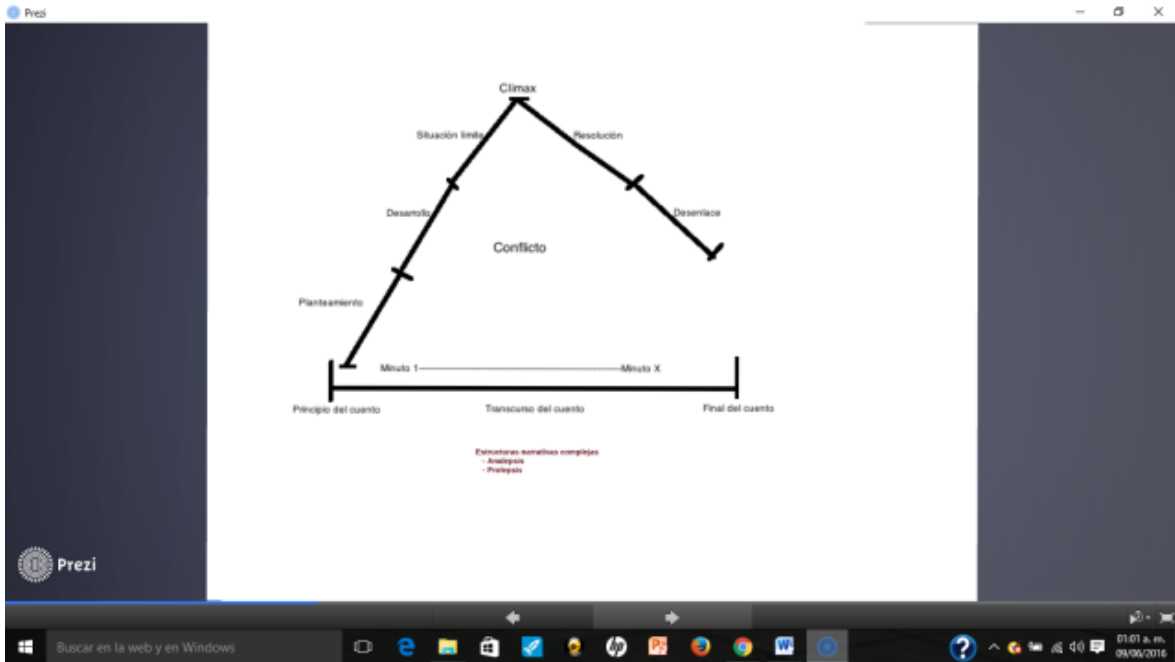 Prezi
Clímax
Situación límite
Resolución
Desarrollo
Desenlace
Conflicto
Planteamiento
Minuto 1 Minuto X
Principio del cuento Transcurso del cuento Final del cuento
Estructuras narrativas complejas
- Analepsis
- Prolepsis
Prezi
Buscar en la web y en Windows
01:01 a. m.
09/06/2016